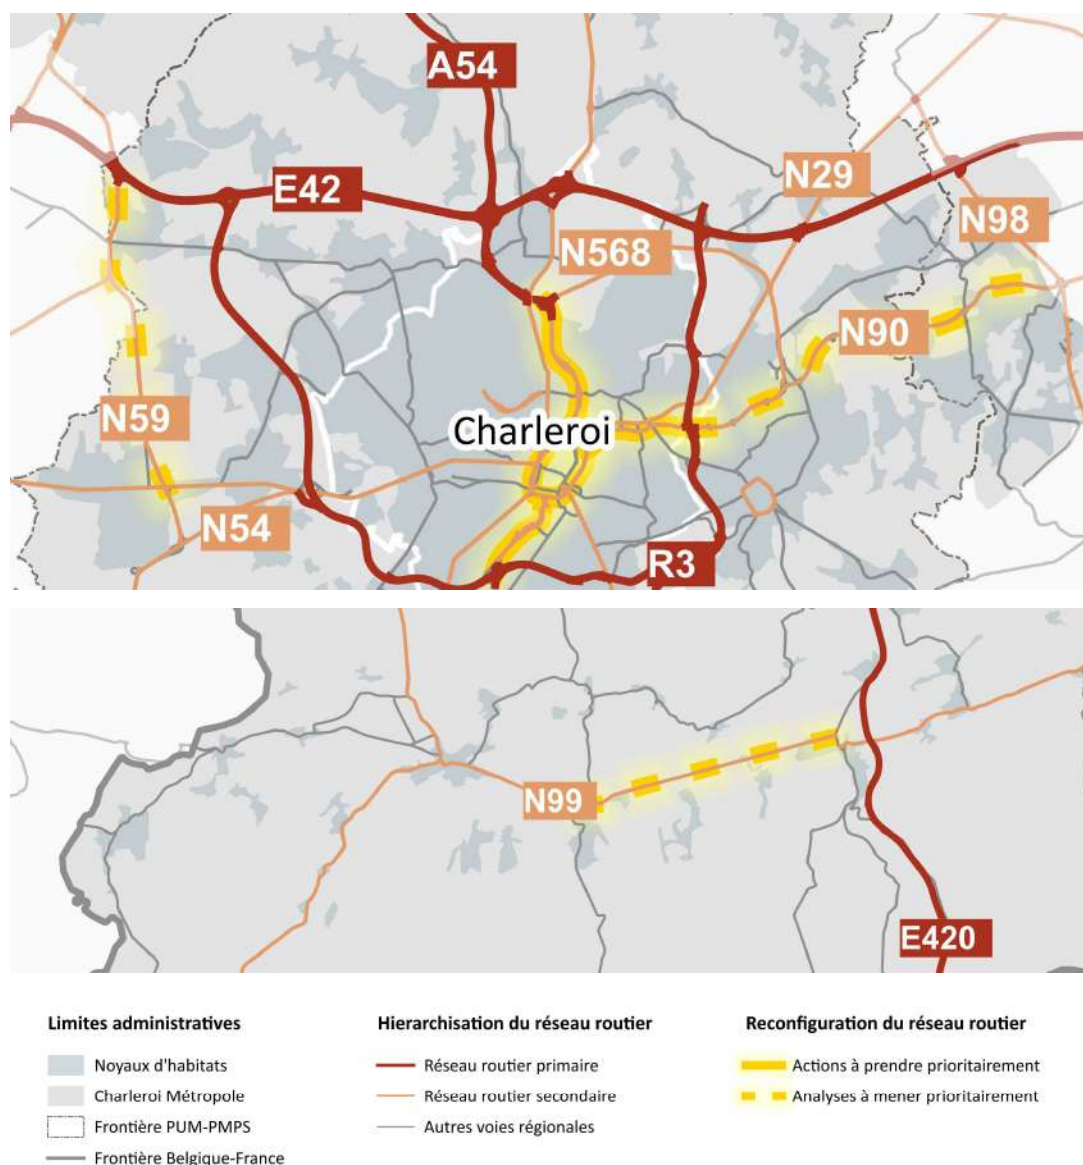 A54
E42
N29
N98
N568
N90
N59
Charleroi
N54
R3
N99
E420
Limites administratives
Noyaux d'habitats
Charleroi Métropole
Frontière PUM-PMPS
Frontière Belgique-France
Hierarchisation du réseau routier
Réseau routier primaire
Réseau routier secondaire
Autres voies régionales
Reconfiguration du réseau routier
Actions à prendre prioritairement
Analyses à mener prioritairement